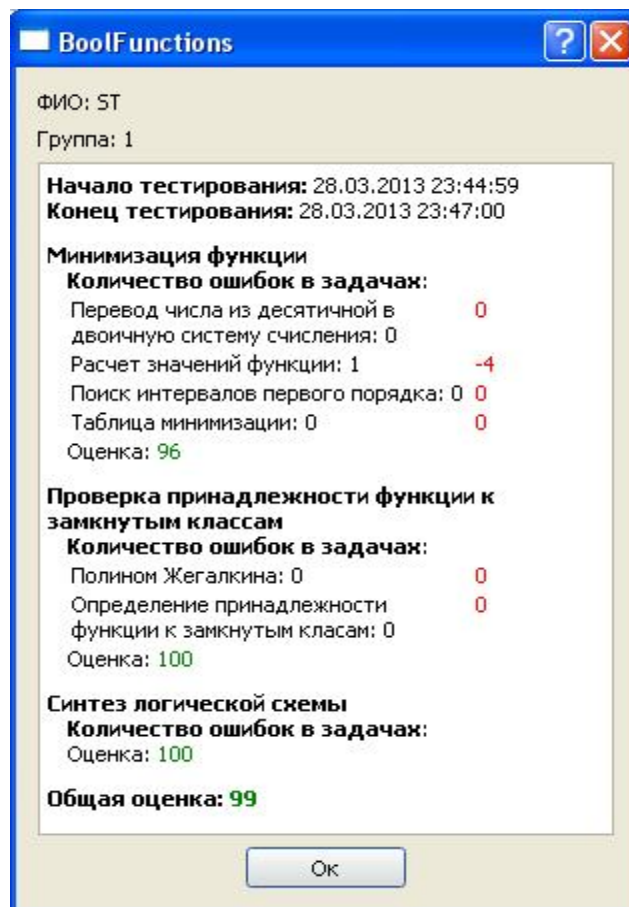 BoolFunctions
ФИО: ST
Группа: 1
Начало тестирования: 28.03.2013 23:44:59
Конец тестирования: 28.03.2013 23:47:00
Минимизация функции
Количество ошибок в задачах:
Перевод числа из десятичной в 0
двоичную систему счисления: 0
Расчет значений функции: 1 -4
Поиск интервалов первого порядка: 0 0
Таблица минимизации: 0 0
Оценка: 96
Проверка принадлежности функции к
замкнутым классам
Количество ошибок в задачах:
Полином Жегалкина: 0 0
Определение принадлежности 0
функции к замкнутым класам: 0
Оценка: 100
Синтез логической схемы
Количество ошибок в задачах:
Оценка: 100
Общая оценка: 99
Ок